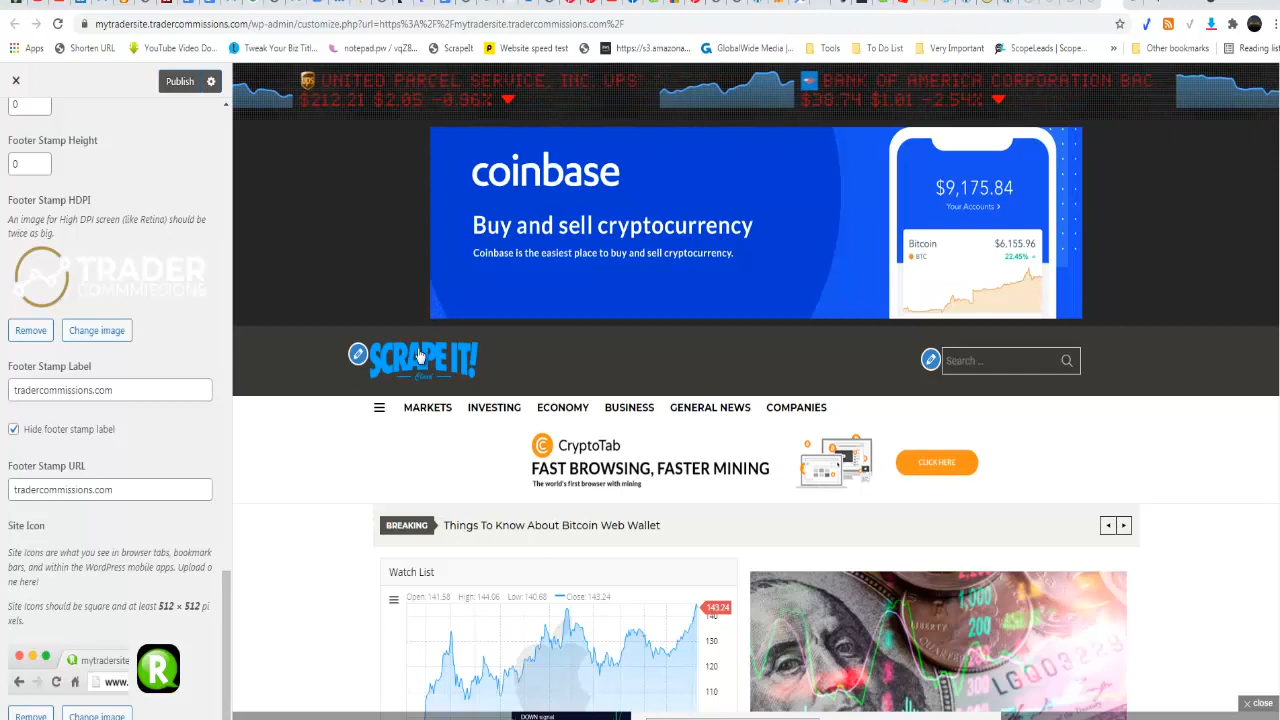 mytradersite.tradercommissions.com/wp-admin/customize.php?url=https%3A%2F%2Fmytradersite.tradercommissions.com%2F
Apps
Shorten URL
YouTube Video Do...
Tweak Your Biz Titl...
notepad.pw / vqZ8...
ScrapeIt
Website speed test
https://s3.amazona...
GlobalWide Media |...
Tools
To Do List
Very Important
ScopeLeads | Scope...
»
Other bookmarks
Reading list
Publish
UNITED PARCEL SERVICE, INC. UPS
$212.21 $2.05 -0.96%
BANK OF AMERICA CORPORATION BAC
$38.74 $1.01 -2.54%
0
Footer Stamp Height
0
Footer Stamp HDPI
An image for High DPI screen (like Retina) should be
twice as big.
TRADER
COMMISSIONS
Remove
Change image
Footer Stamp Label
tradercommissions.com
Hide footer stamp label
Footer Stamp URL
tradercommissions.com
Site Icon
Site Icons are what you see in browser tabs, bookmark
bars, and within the WordPress mobile apps. Upload o
ne here!
Site Icons should be square and at least 512 × 512 pi
xels.
mytradersite
www.
R
Remove
Change image
coinbase
Buy and sell cryptocurrency
Coinbase is the easiest place to buy and sell cryptocurrency.
$9,175.84
Your Accounts >
Bitcoin
$6,155.96
BTC
22.45%
SCRAPE IT!
Cloud
Search ...
MARKETS
INVESTING
ECONOMY
BUSINESS
GENERAL NEWS
COMPANIES
CryptoTab
FAST BROWSING, FASTER MINING
The world's first browser with mining
CLICK HERE
BREAKING
Things To Know About Bitcoin Web Wallet
Watch List
Open: 141.58
High: 144.06
Low: 140.68
Close: 143.24
143.24
140
130
120
110
DOWN signal
1,000
200
LIBERTY
close